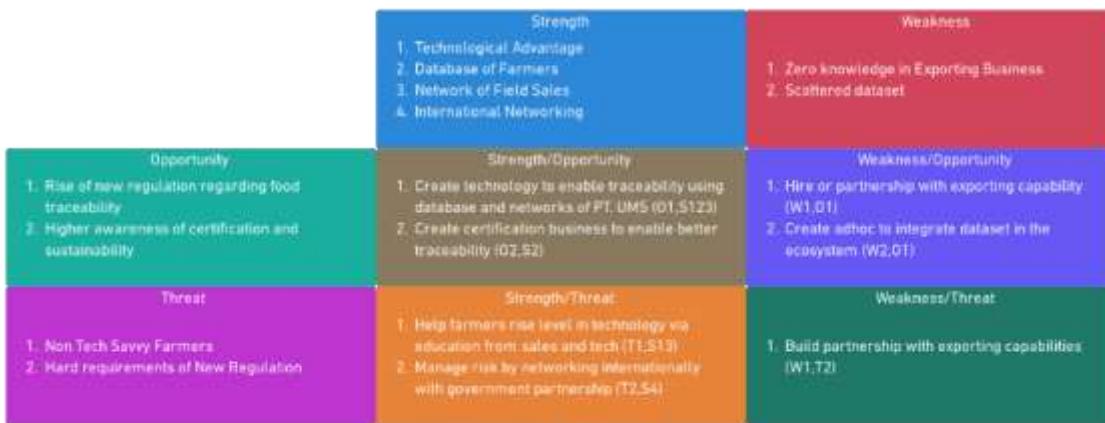 Strength
1. Technological Advantage
2. Database of Farmers
3. Network of Field Sales
4. International Networking
Weakness
1. Zero knowledge in Exporting Business
2. Scattered dataset
Opportunity
1. Rise of new regulation regarding food
traceability
2. Higher awareness of certification and
sustainability
Strength/Opportunity
1. Create technology to enable traceability using
database and networks of PT. UMS (O1,S123)
2. Create certification business to enable better
traceability (O2,S2)
Weakness/Opportunity
1. Hire or partnership with exporting capability
(W1,O1)
2. Create adhoc to integrate dataset in the
ecosystem (W2,O1)
Threat
1. Non Tech Savvy Farmers
2. Hard requirements of New Regulation
Strength/Threat
1. Help farmers rise level in technology via
education from sales and tech (T1,S13)
2. Manage risk by networking internationally
with government partnership (T2,S4)
Weakness/Threat
1. Build partnership with exporting capabilities
(W1,T2)